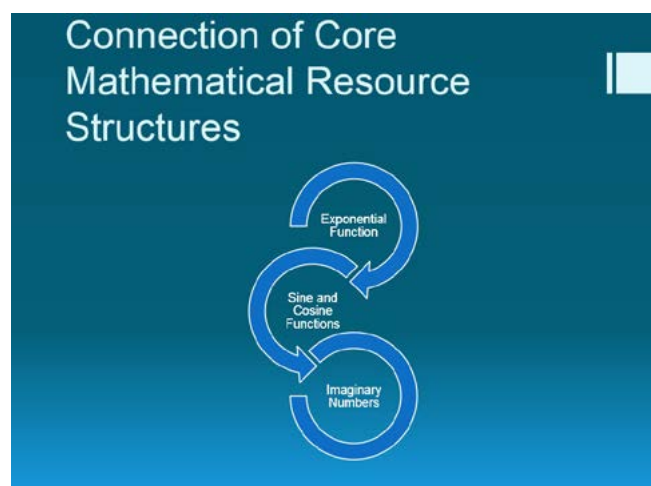 Connection of Core
Mathematical Resource
Structures
Exponential
Function
Sine and
Cosine
Functions
Imaginary
Numbers